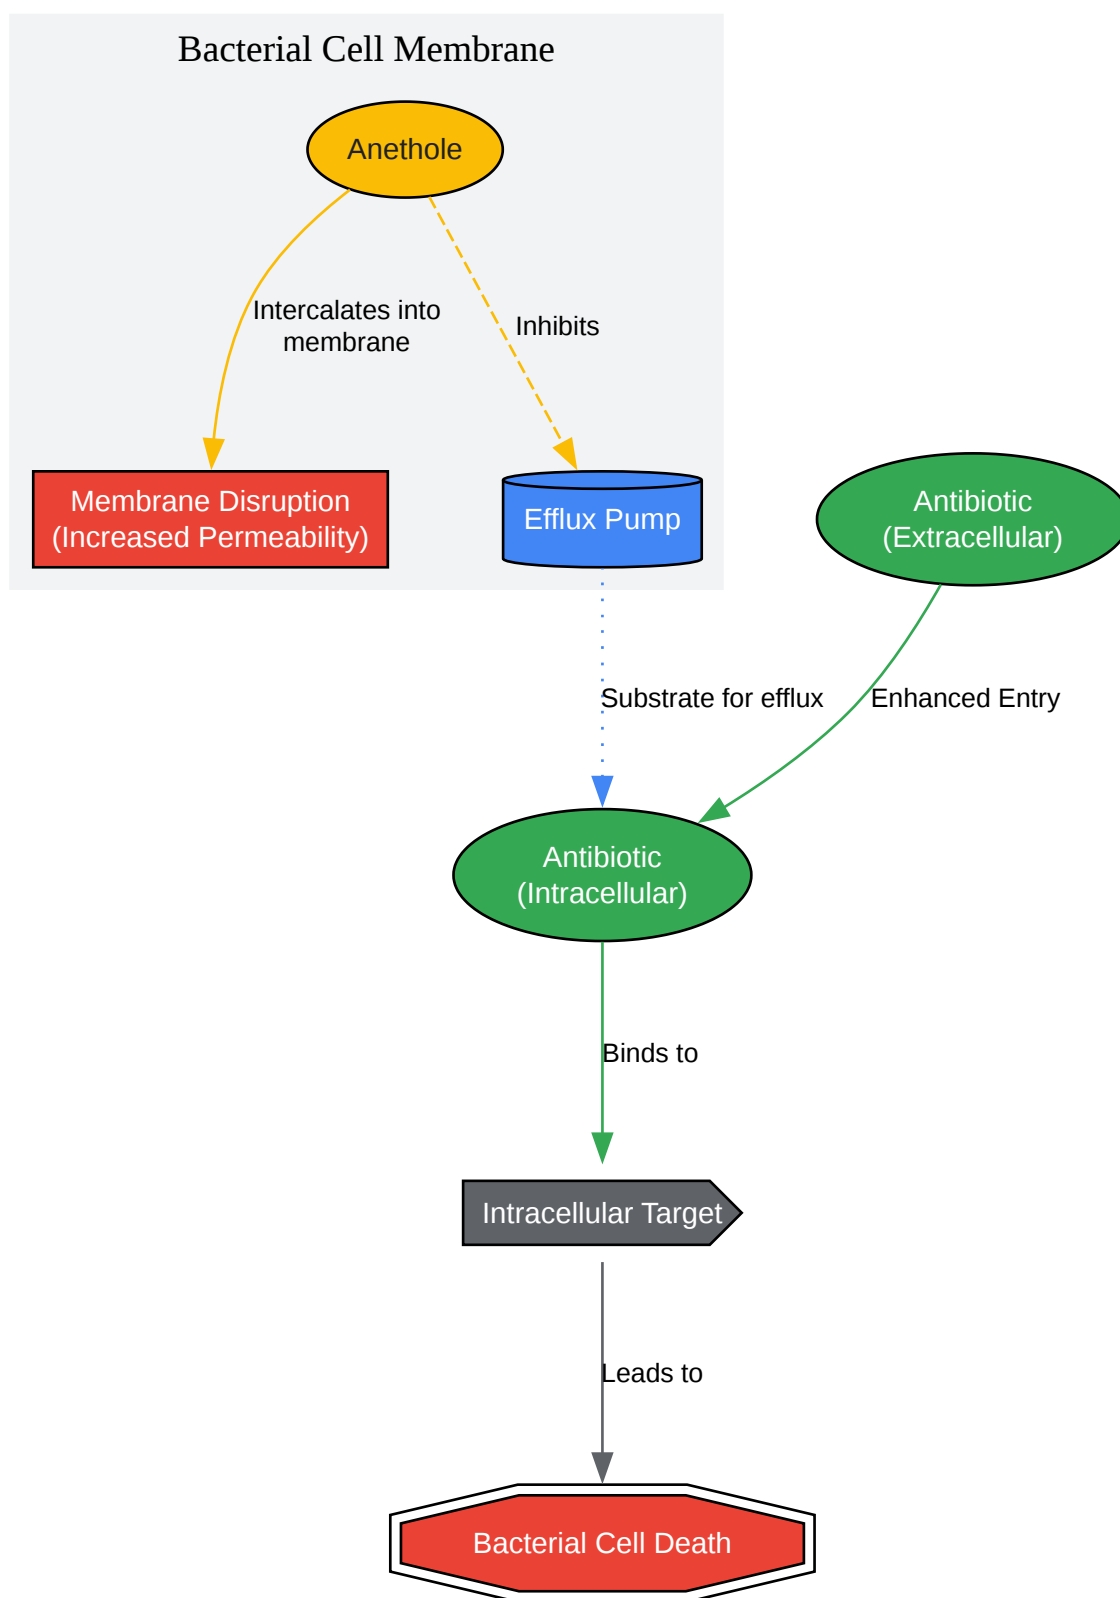 Bacterial Cell Membrane
Anethole
Intercalates into
membrane
Inhibits
Membrane Disruption
(Increased Permeability)
Efflux Pump
Antibiotic
(Extracellular)
Substrate for efflux
Enhanced Entry
Antibiotic
(Intracellular)
Binds to
Intracellular Target
Leads to
Bacterial Cell Death